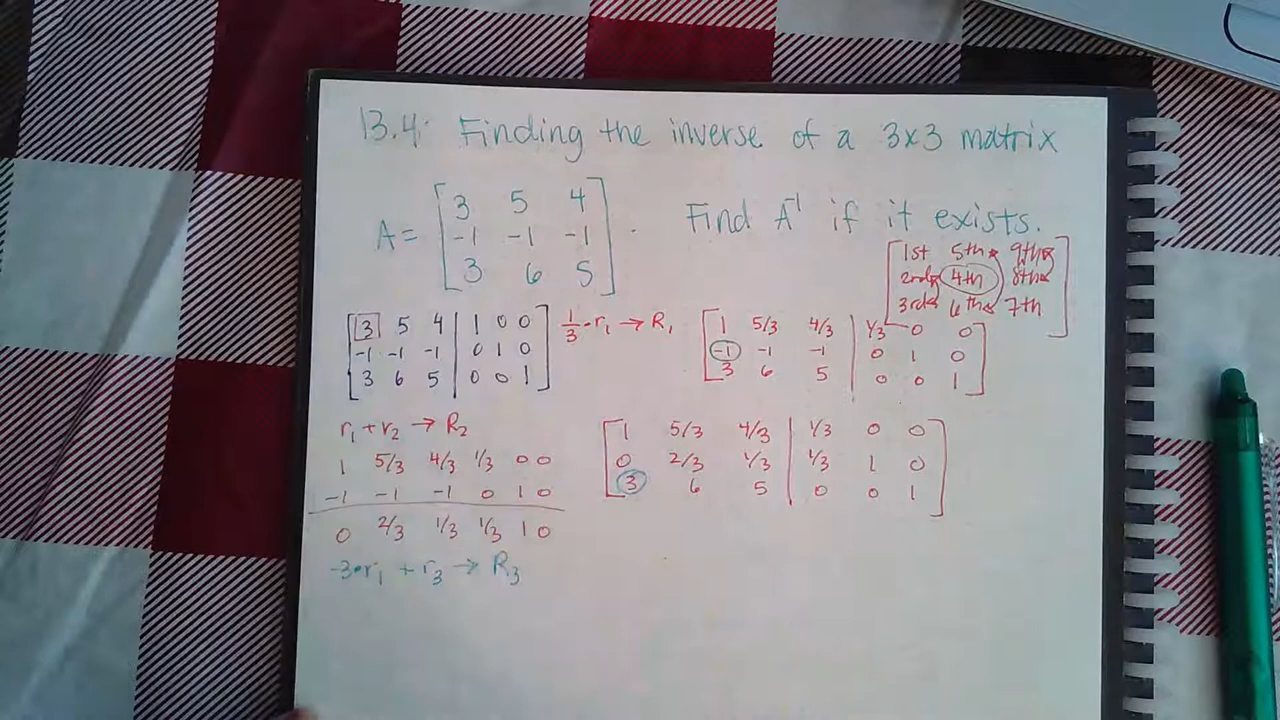 13.4: Finding the inverse of a 3x3 matrix
A = [3 5 4
-1 -1 -1
3 6 5] . Find A⁻¹ if it exists.
[1st 5th 9th
2nd 4th 8th
3rd 6th 7th]
[3 5 4 | 1 0 0
-1 -1 -1 | 0 1 0
3 6 5 | 0 0 1] 1/3 · r₁ → R₁
[1 5/3 4/3 | 1/3 0 0
-1 -1 -1 | 0 1 0
3 6 5 | 0 0 1]
r₁ + r₂ → R₂
1 5/3 4/3 1/3 0 0
-1 -1 -1 0 1 0
0 2/3 1/3 1/3 1 0
[1 5/3 4/3 | 1/3 0 0
0 2/3 1/3 | 1/3 1 0
3 6 5 | 0 0 1]
-3·r₁ + r₃ → R₃